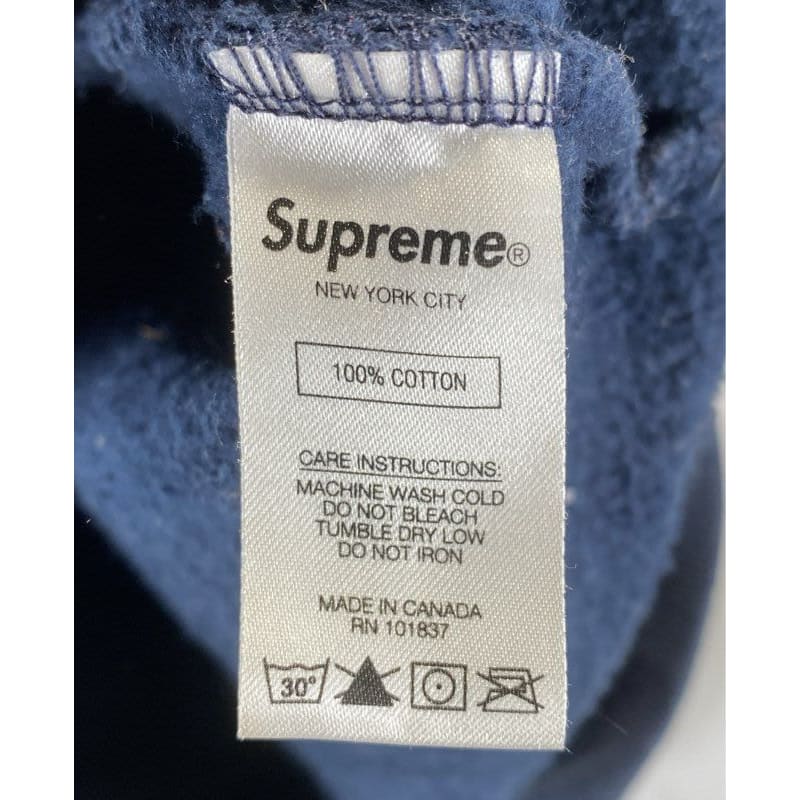 Supreme®
NEW YORK CITY
100% COTTON
CARE INSTRUCTIONS:
MACHINE WASH COLD
DO NOT BLEACH
TUMBLE DRY LOW
DO NOT IRON
MADE IN CANADA
RN 101837
30°